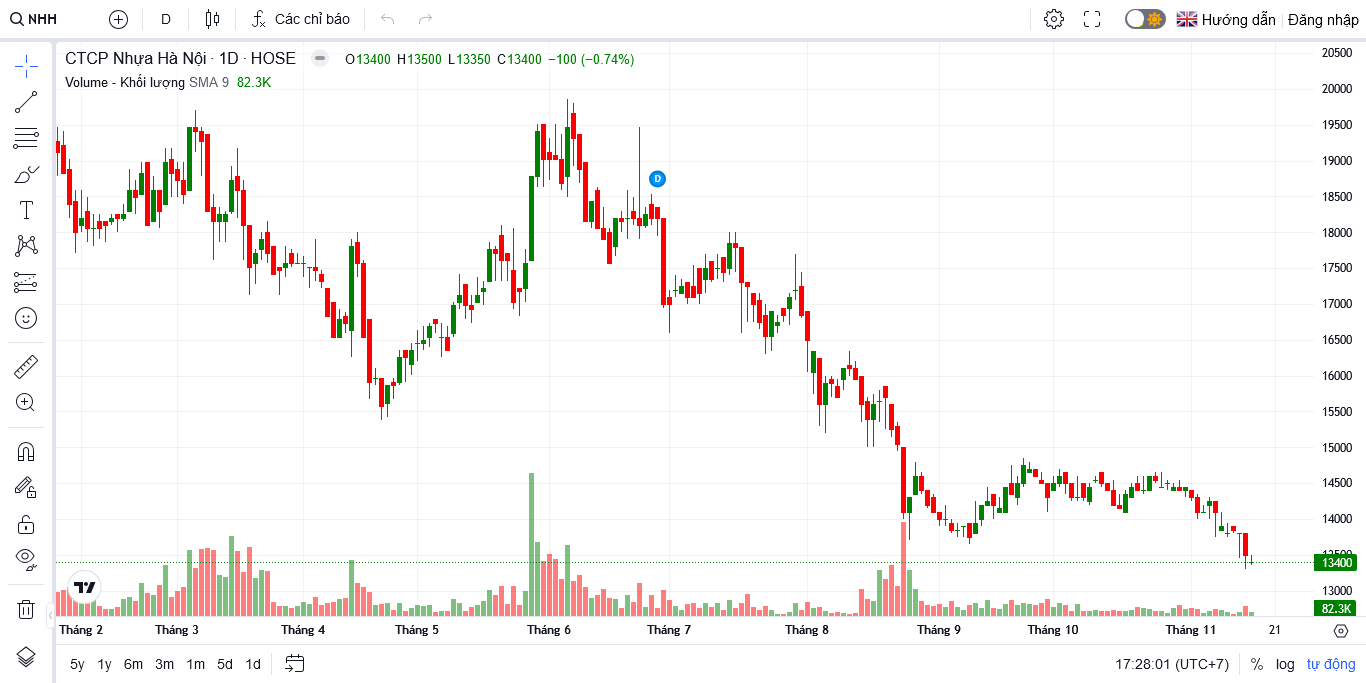 NHH D Các chỉ báo Hướng dẫn Đăng nhập
CTCP Nhựa Hà Nội · 1D · HOSE O13400 H13500 L13350 C13400 −100 (−0.74%)
Volume - Khối lượng SMA 9 82.3K
D
20500
20000
19500
19000
18500
18000
17500
17000
16500
16000
15500
15000
14500
14000
13500
13400
13000
82.3K
Tháng 2 Tháng 3 Tháng 4 Tháng 5 Tháng 6 Tháng 7 Tháng 8 Tháng 9 Tháng 10 Tháng 11 21
5y 1y 6m 3m 1m 5d 1d 17:28:01 (UTC+7) % log tự động